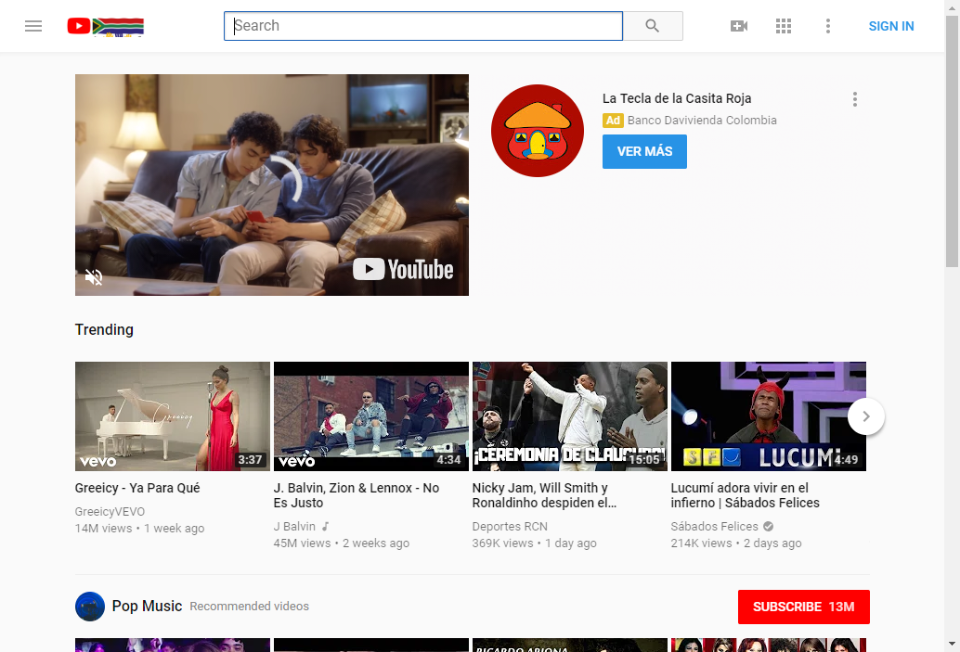 Search
SIGN IN
YouTube
La Tecla de la Casita Roja
Ad Banco Davivienda Colombia
VER MÁS
Trending
Greeicy
vevo
3:37
vevo
4:34
¡CEREMONIA DE CLAUSURA!
15:05
SFD LUCUMÍ
4:49
Greeicy - Ya Para Qué
GreeicyVEVO
14M views • 1 week ago
J. Balvin, Zion & Lennox - No
Es Justo
J Balvin
45M views • 2 weeks ago
Nicky Jam, Will Smith y
Ronaldinho despiden el...
Deportes RCN
369K views • 1 day ago
Lucumí adora vivir en el
infierno | Sábados Felices
Sábados Felices
214K views • 2 days ago
Pop Music Recommended videos
SUBSCRIBE 13M
RICARDO ARJONA